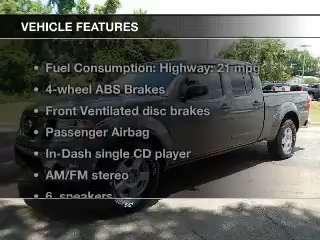 VEHICLE FEATURES
• Fuel Consumption: Highway: 21 mpg
• 4-wheel ABS Brakes
• Front Ventilated disc brakes
• Passenger Airbag
• In-Dash single CD player
• AM/FM stereo
• 6 speakers